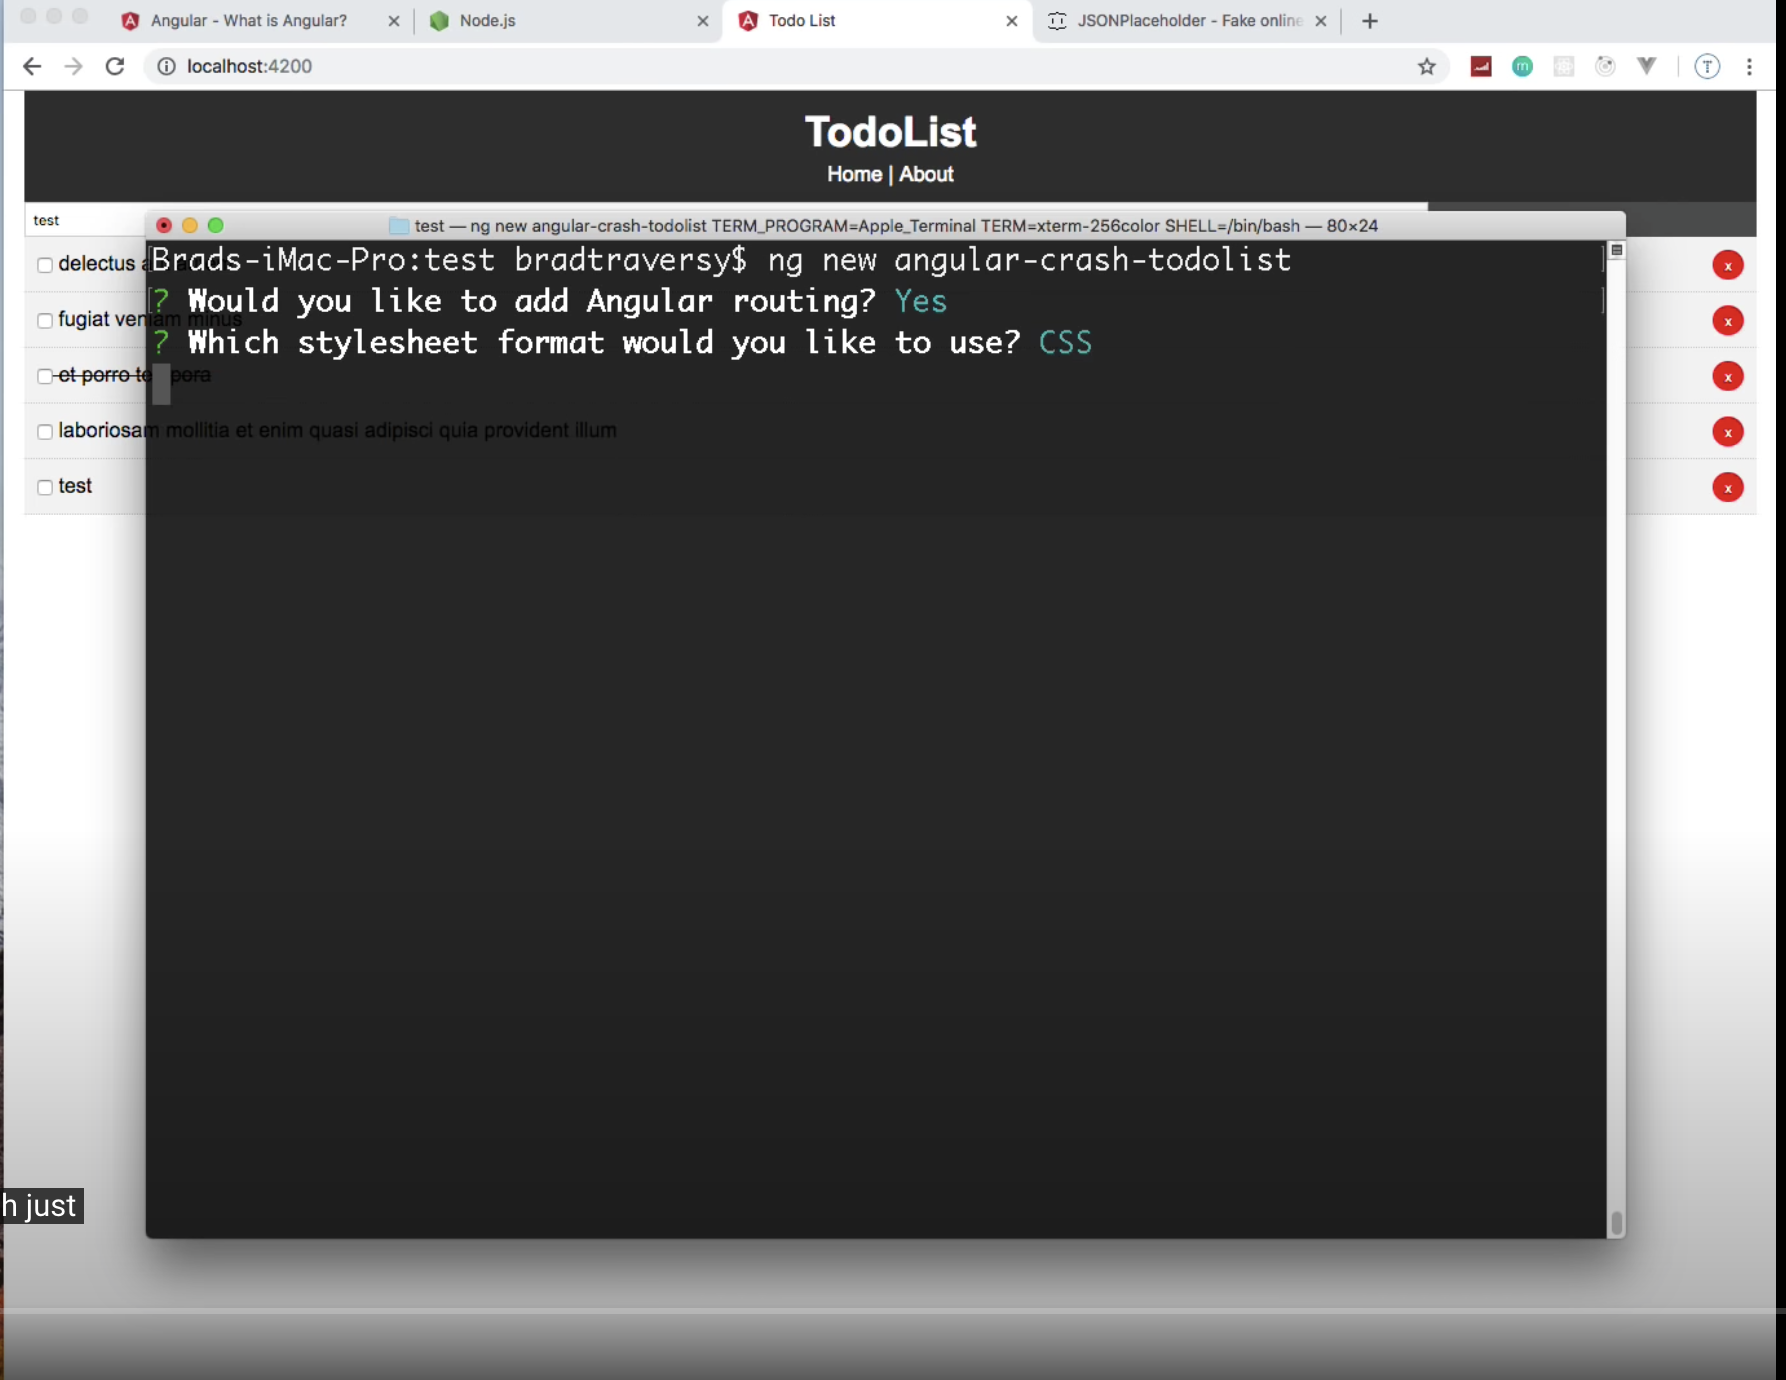 Angular - What is Angular?
Node.js
Todo List
JSONPlaceholder - Fake online
localhost:4200
TodoList
Home | About
test
test — ng new angular-crash-todolist TERM_PROGRAM=Apple_Terminal TERM=xterm-256color SHELL=/bin/bash — 80×24
delectus
Brads-iMac-Pro:test bradtraversy$ ng new angular-crash-todolist
x
fugiat veniam minus
? Would you like to add Angular routing? Yes
x
? Which stylesheet format would you like to use? CSS
et porro tempora
x
laboriosam mollitia et enim quasi adipisci quia provident illum
x
test
x
h just